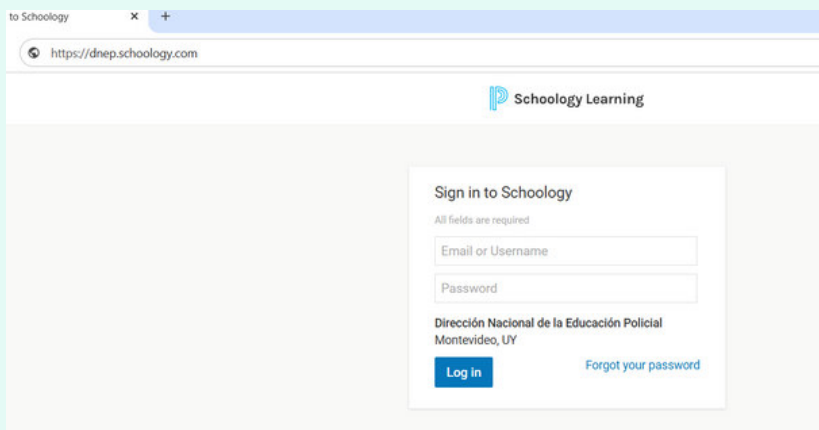 to Schoology
https://dnep.schoology.com
Schoology Learning
Sign in to Schoology
All fields are required
Email or Username
Password
Dirección Nacional de la Educación Policial
Montevideo, UY
Log in
Forgot your password